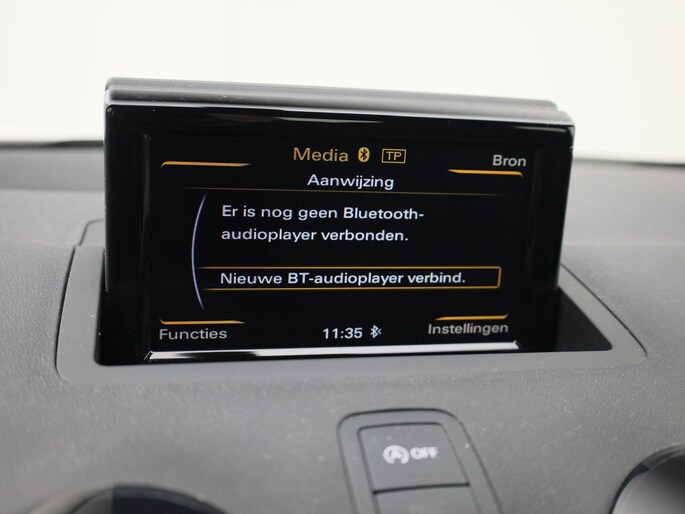 Media TP
Bron
Aanwijzing
Er is nog geen Bluetooth-
audioplayer verbonden.
Nieuwe BT-audioplayer verbind.
Functies
11:35
Instellingen
A OFF